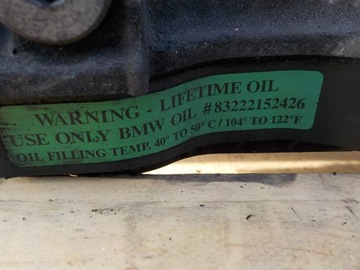 WARNING - LIFETIME OIL
USE ONLY BMW OIL #83222152426
OIL FILLING TEMP. 40° TO 50° C / 104° TO 122°F